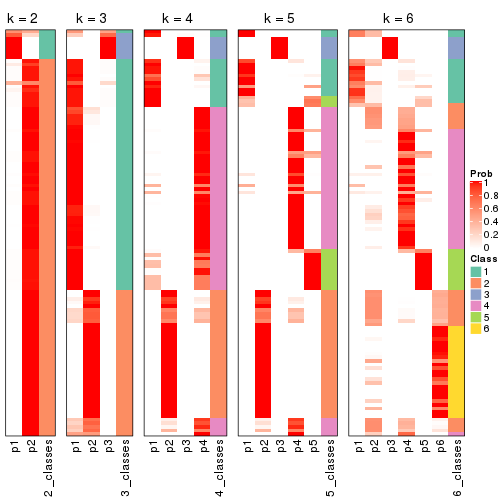 k = 2
k = 3
k = 4
k = 5
k = 6
Prob
1
0.8
0.6
0.4
0.2
0
Class
1
2
3
4
5
6
p1
p2
2_classes
p1
p2
p3
3_classes
p1
p2
p3
p4
4_classes
p1
p2
p3
p4
p5
5_classes
p1
p2
p3
p4
p5
p6
6_classes